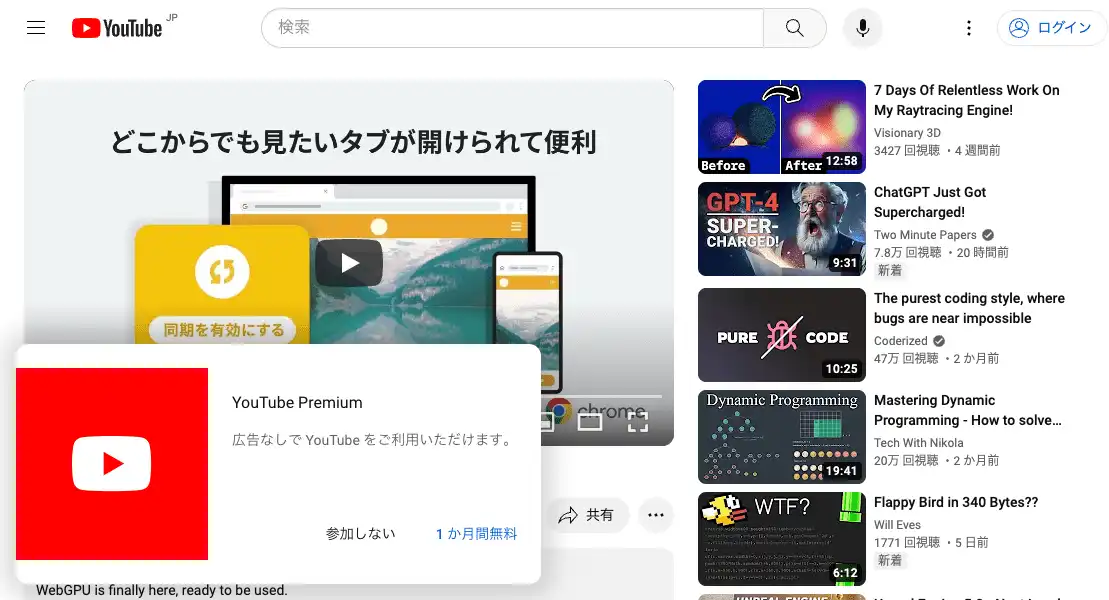 YouTube JP
検索
ログイン
どこからでも見たいタブが開けられて便利
同期を有効にする
chrome
YouTube Premium
広告なしで YouTube をご利用いただけます。
参加しない
1 か月間無料
共有
WebGPU is finally here, ready to be used.
Before
After
12:58
7 Days Of Relentless Work On
My Raytracing Engine!
Visionary 3D
3427 回視聴 ・4 週間前
GPT-4
SUPER-
CHARGED!
9:31
ChatGPT Just Got
Supercharged!
Two Minute Papers
7.8万 回視聴 ・20 時間前
新着
PURE CODE
10:25
The purest coding style, where
bugs are near impossible
Coderized
47万 回視聴 ・2 か月前
Dynamic Programming
19:41
Mastering Dynamic
Programming - How to solve…
Tech With Nikola
20万 回視聴 ・2 か月前
WTF?
6:12
Flappy Bird in 340 Bytes??
Will Eves
1771 回視聴 ・5 日前
新着